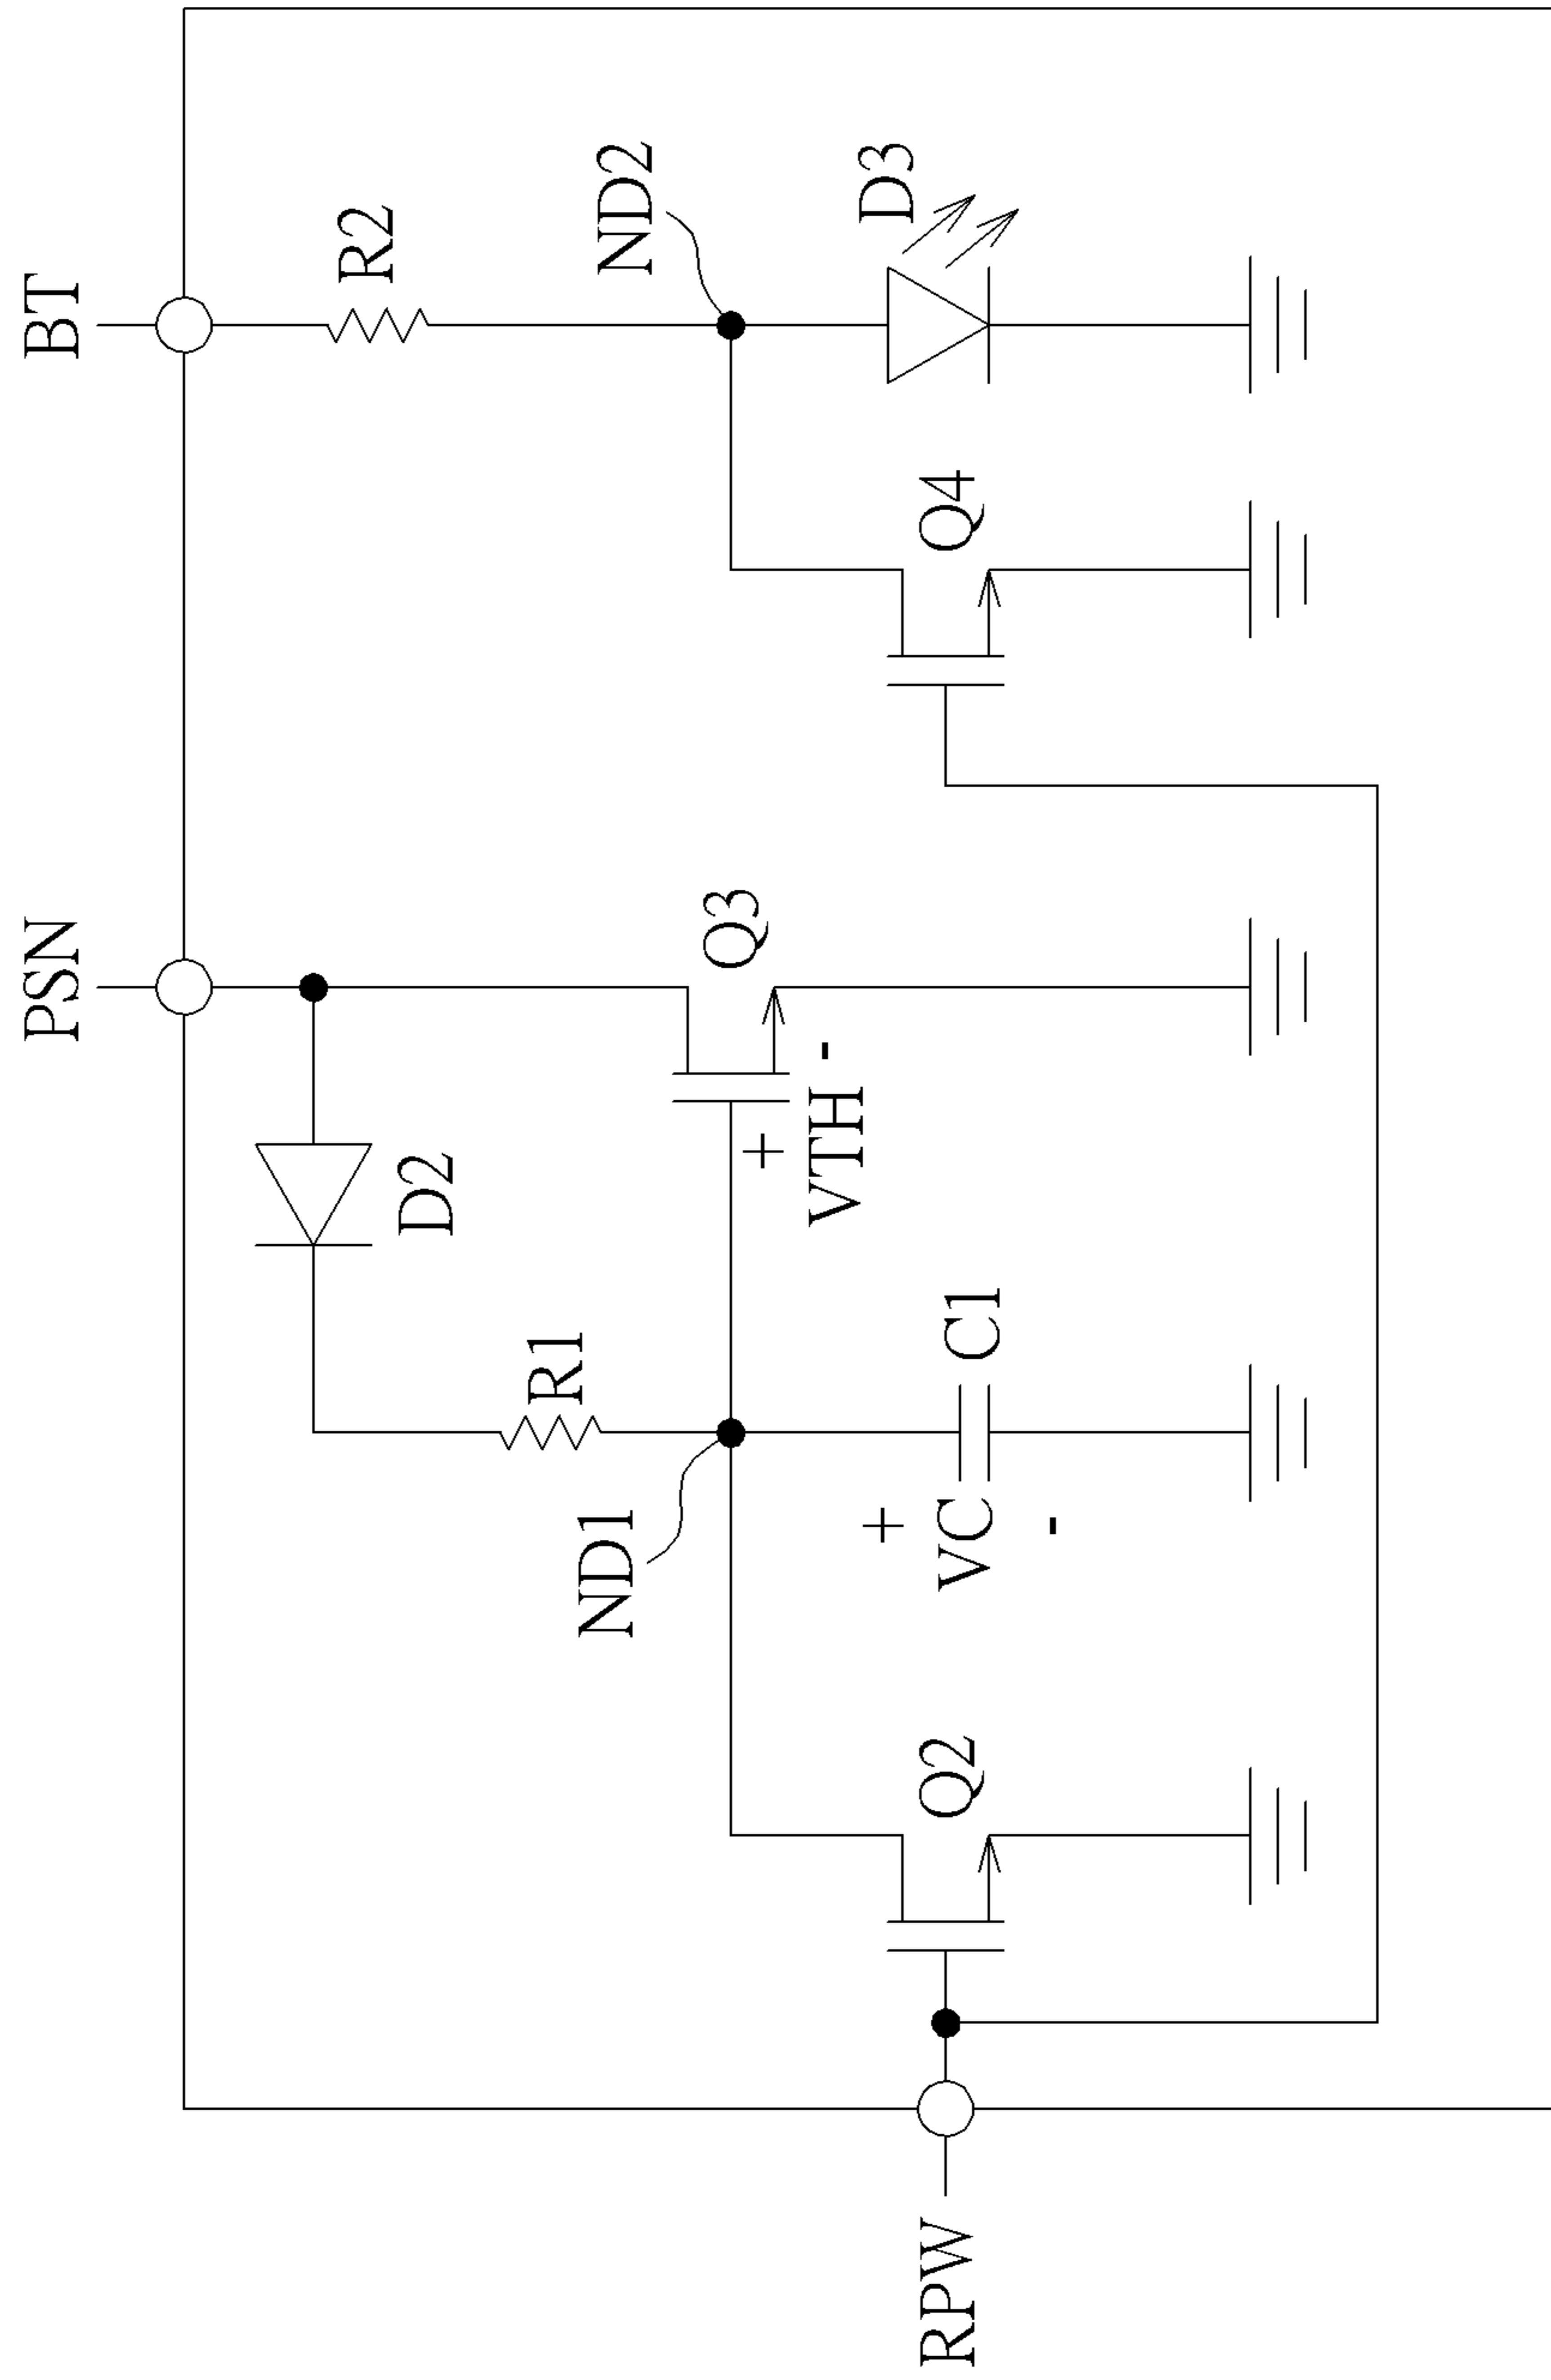 BT
PSN
R2
ND2
D3
Q4
Q3
+
VTH -
D2
R1
C1
ND1
+
VC
-
Q2
RPW